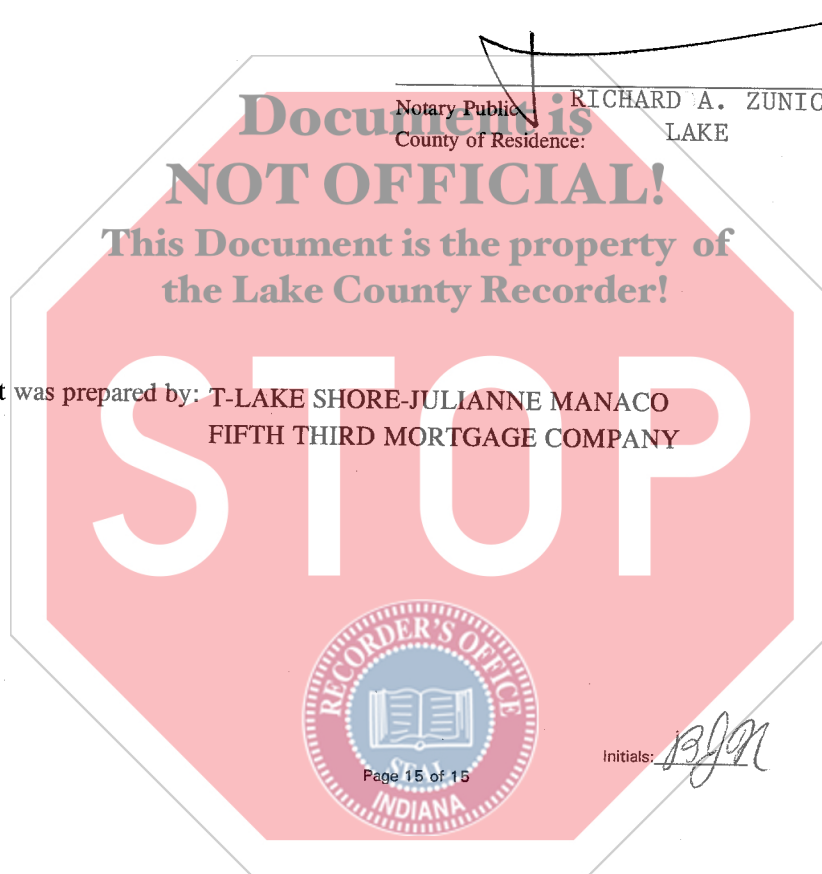 RICHARD A. ZUNIC
Notary Public
County of Residence: LAKE
Document is
NOT OFFICIAL!
This Document is the property of
the Lake County Recorder!
t was prepared by: T-LAKE SHORE-JULIANNE MANACO
FIFTH THIRD MORTGAGE COMPANY
STOP
RECORDER'S OFFICE
SEAL
INDIANA
Page 15 of 15
Initials: BJN